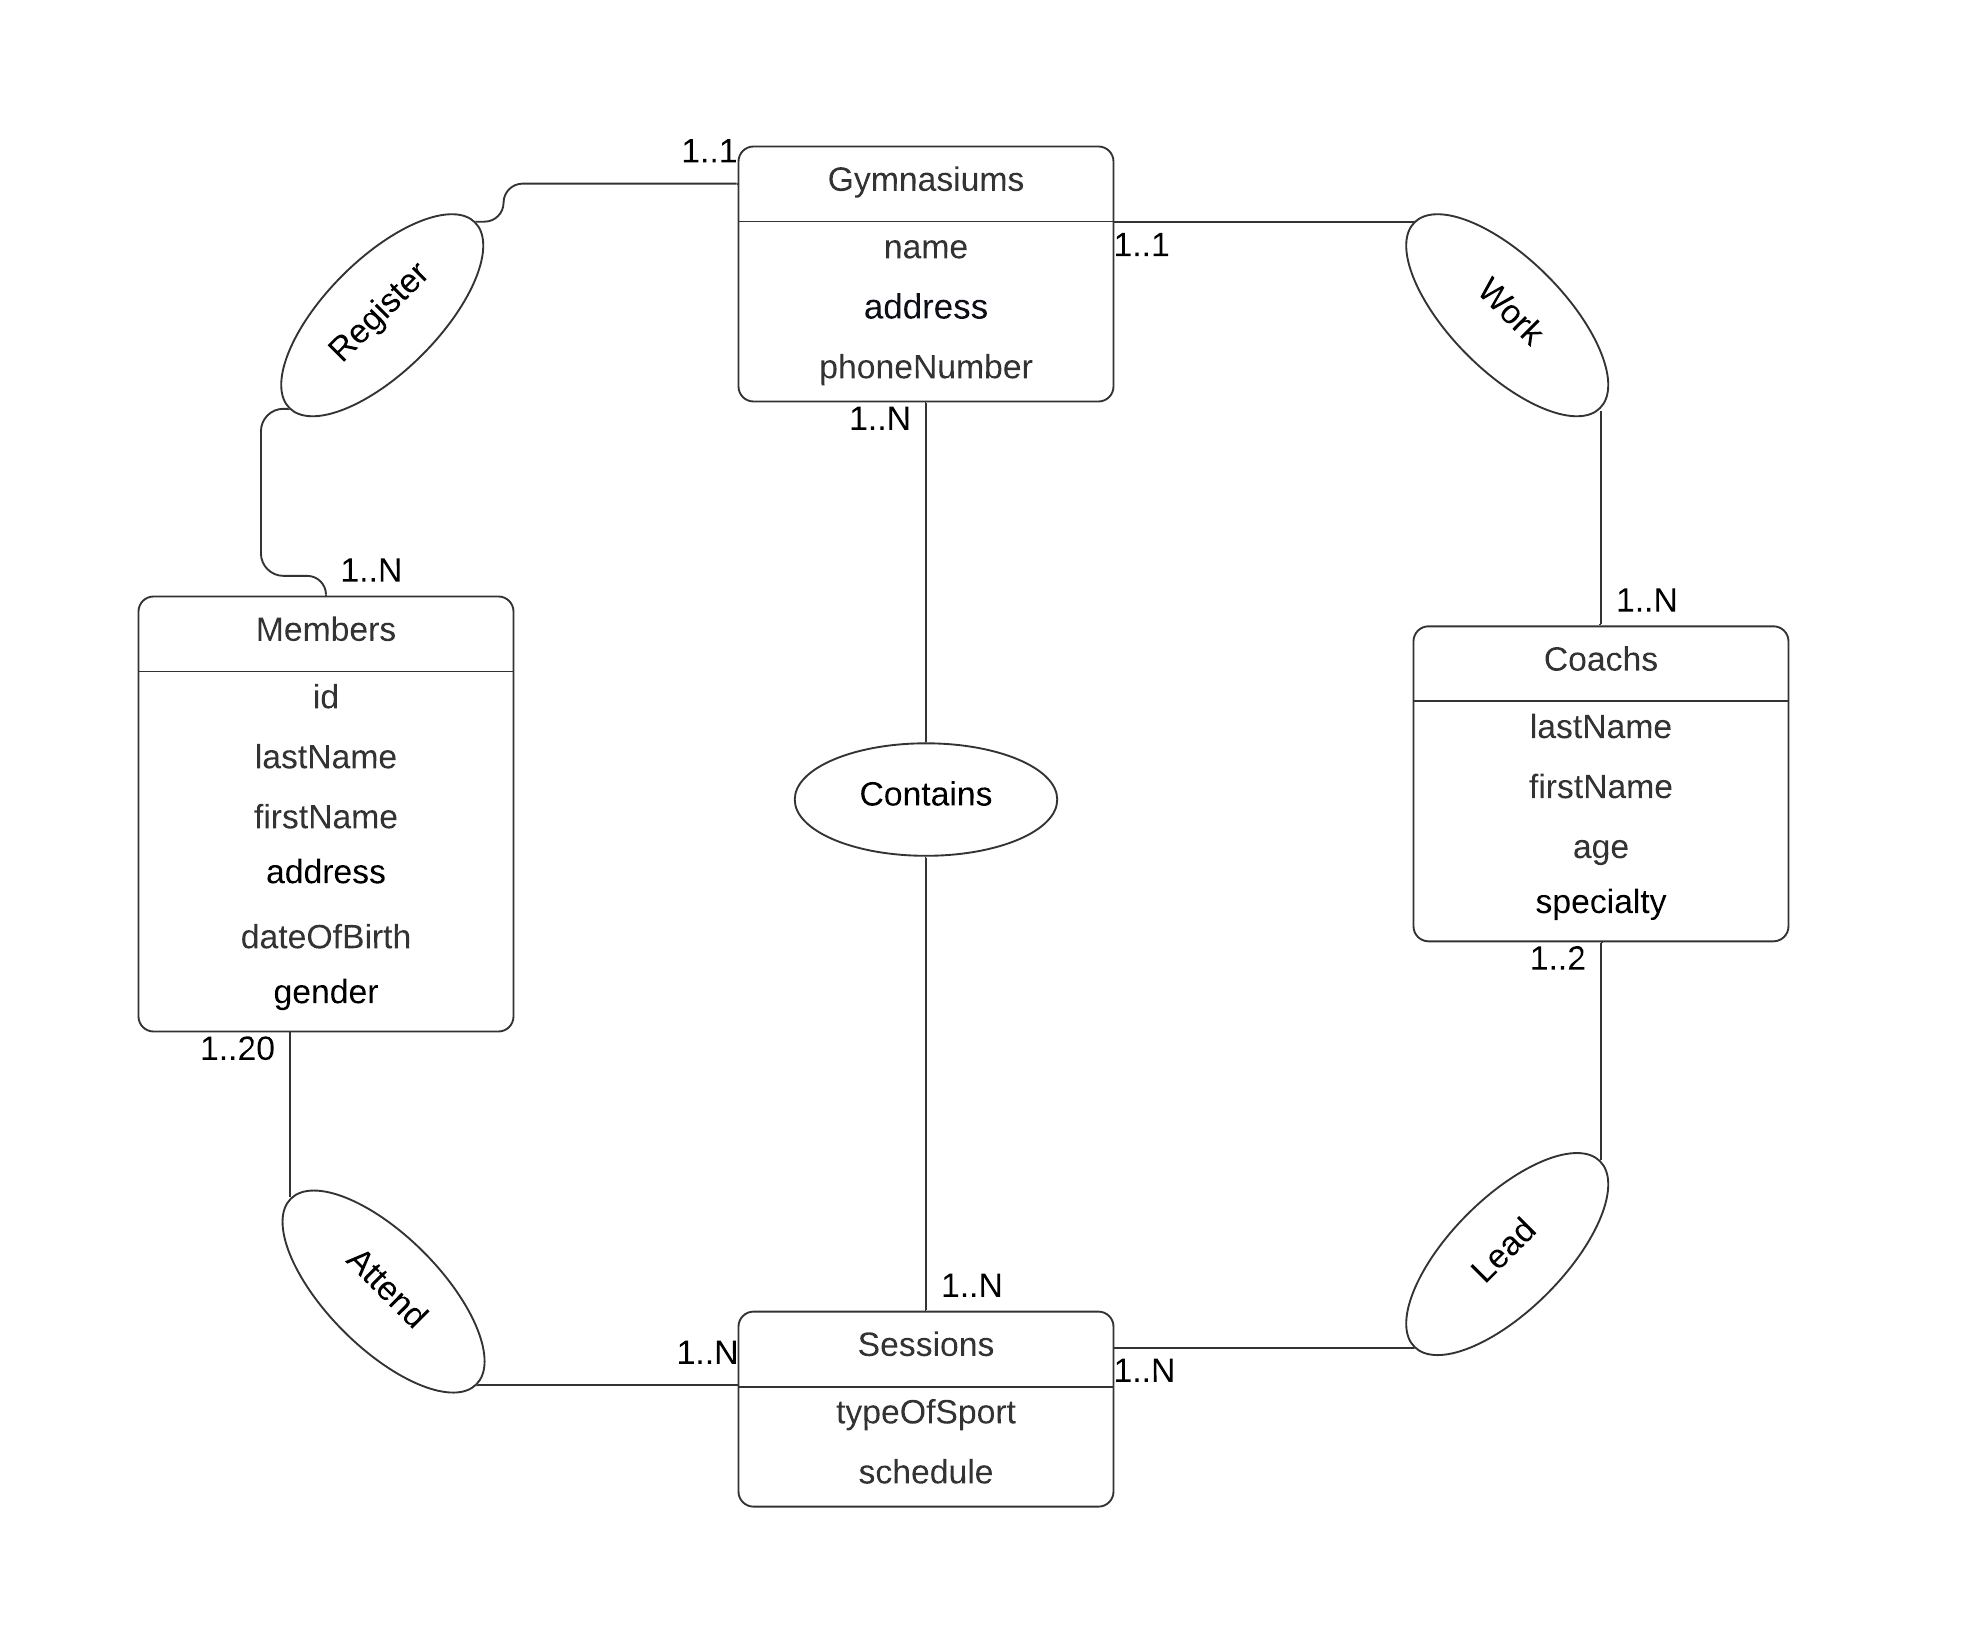 1..1
Gymnasiums
name
address
phoneNumber
1..1
1..N
Register
Work
1..N
Members
id
lastName
firstName
address
dateOfBirth
gender
1..20
Contains
1..N
Coachs
lastName
firstName
age
specialty
1..2
Attend
Lead
1..N
1..N
Sessions
typeOfSport
schedule
1..N